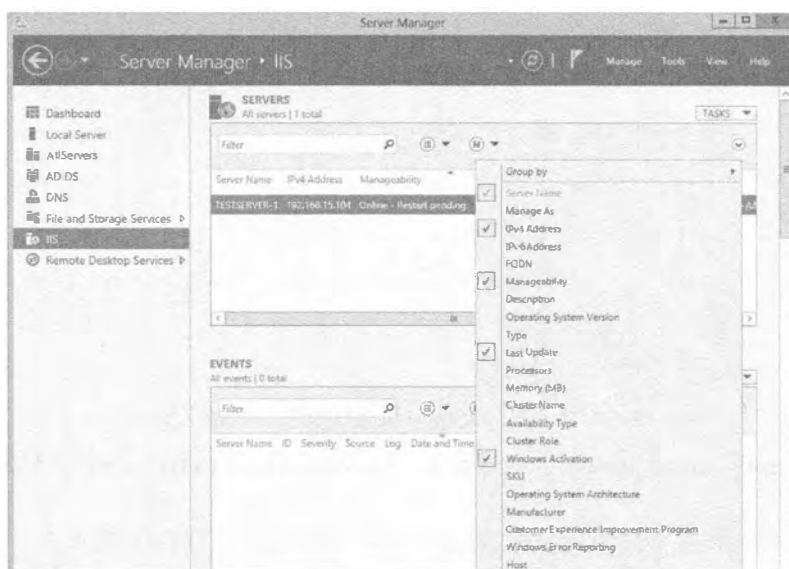 Server Manager
Server Manager • IIS
Manage Tools View Help
Dashboard
Local Server
All Servers
AD DS
DNS
File and Storage Services
IIS
Remote Desktop Services
SERVERS
All servers | 1 total
TASKS
Filter
Server Name IPv4 Address Manageability
TESTSERVER-1 192.168.15.104 Online - Restart pending
Group by
Server Name
Manage As
IPv4 Address
IPv6 Address
FQDN
Manageability
Description
Operating System Version
Type
Last Update
Processors
Memory (MB)
Cluster Name
Availability Type
Cluster Role
Windows Activation
SKU
Operating System Architecture
Manufacturer
Customer Experience Improvement Program
Windows Error Reporting
Host
EVENTS
All events | 0 total
Filter
Server Name ID Severity Source Log Date and Time